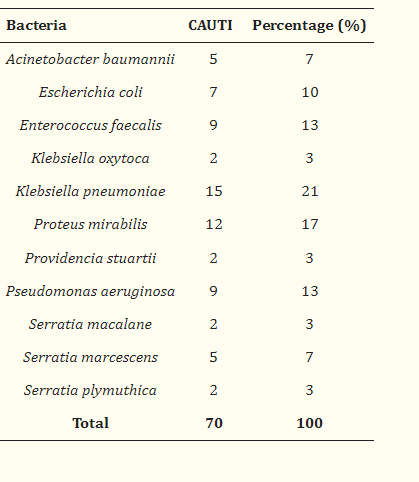 Bacteria CAUTI Percentage (%)
Acinetobacter baumannii 5 7
Escherichia coli 7 10
Enterococcus faecalis 9 13
Klebsiella oxytoca 2 3
Klebsiella pneumoniae 15 21
Proteus mirabilis 12 17
Providencia stuartii 2 3
Pseudomonas aeruginosa 9 13
Serratia macalane 2 3
Serratia marcescens 5 7
Serratia plymuthica 2 3
Total 70 100